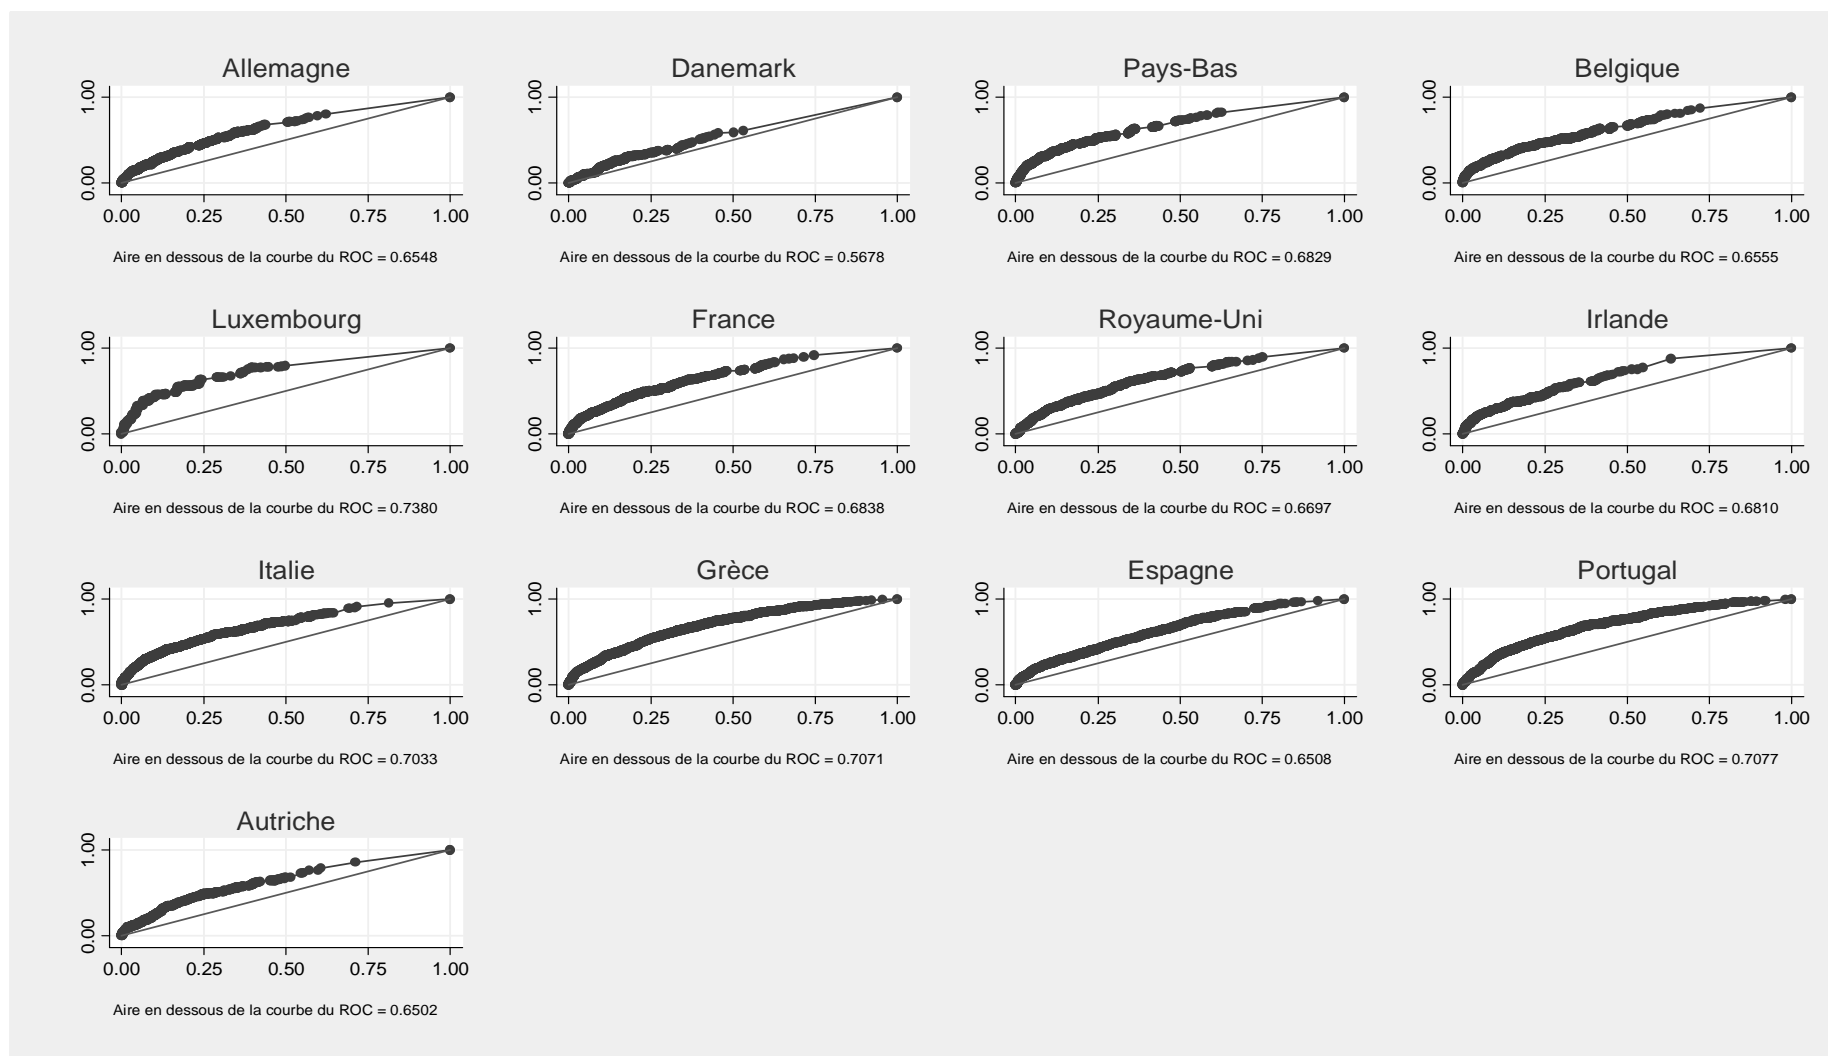 Allemagne
1.00
0.00
0.00 0.25 0.50 0.75 1.00
Aire en dessous de la courbe du ROC = 0.6548
Danemark
1.00
0.00
0.00 0.25 0.50 0.75 1.00
Aire en dessous de la courbe du ROC = 0.5678
Pays-Bas
1.00
0.00
0.00 0.25 0.50 0.75 1.00
Aire en dessous de la courbe du ROC = 0.6829
Belgique
1.00
0.00
0.00 0.25 0.50 0.75 1.00
Aire en dessous de la courbe du ROC = 0.6555
Luxembourg
1.00
0.00
0.00 0.25 0.50 0.75 1.00
Aire en dessous de la courbe du ROC = 0.7380
France
1.00
0.00
0.00 0.25 0.50 0.75 1.00
Aire en dessous de la courbe du ROC = 0.6838
Royaume-Uni
1.00
0.00
0.00 0.25 0.50 0.75 1.00
Aire en dessous de la courbe du ROC = 0.6697
Irlande
1.00
0.00
0.00 0.25 0.50 0.75 1.00
Aire en dessous de la courbe du ROC = 0.6810
Italie
1.00
0.00
0.00 0.25 0.50 0.75 1.00
Aire en dessous de la courbe du ROC = 0.7033
Grèce
1.00
0.00
0.00 0.25 0.50 0.75 1.00
Aire en dessous de la courbe du ROC = 0.7071
Espagne
1.00
0.00
0.00 0.25 0.50 0.75 1.00
Aire en dessous de la courbe du ROC = 0.6508
Portugal
1.00
0.00
0.00 0.25 0.50 0.75 1.00
Aire en dessous de la courbe du ROC = 0.7077
Autriche
1.00
0.00
0.00 0.25 0.50 0.75 1.00
Aire en dessous de la courbe du ROC = 0.6502